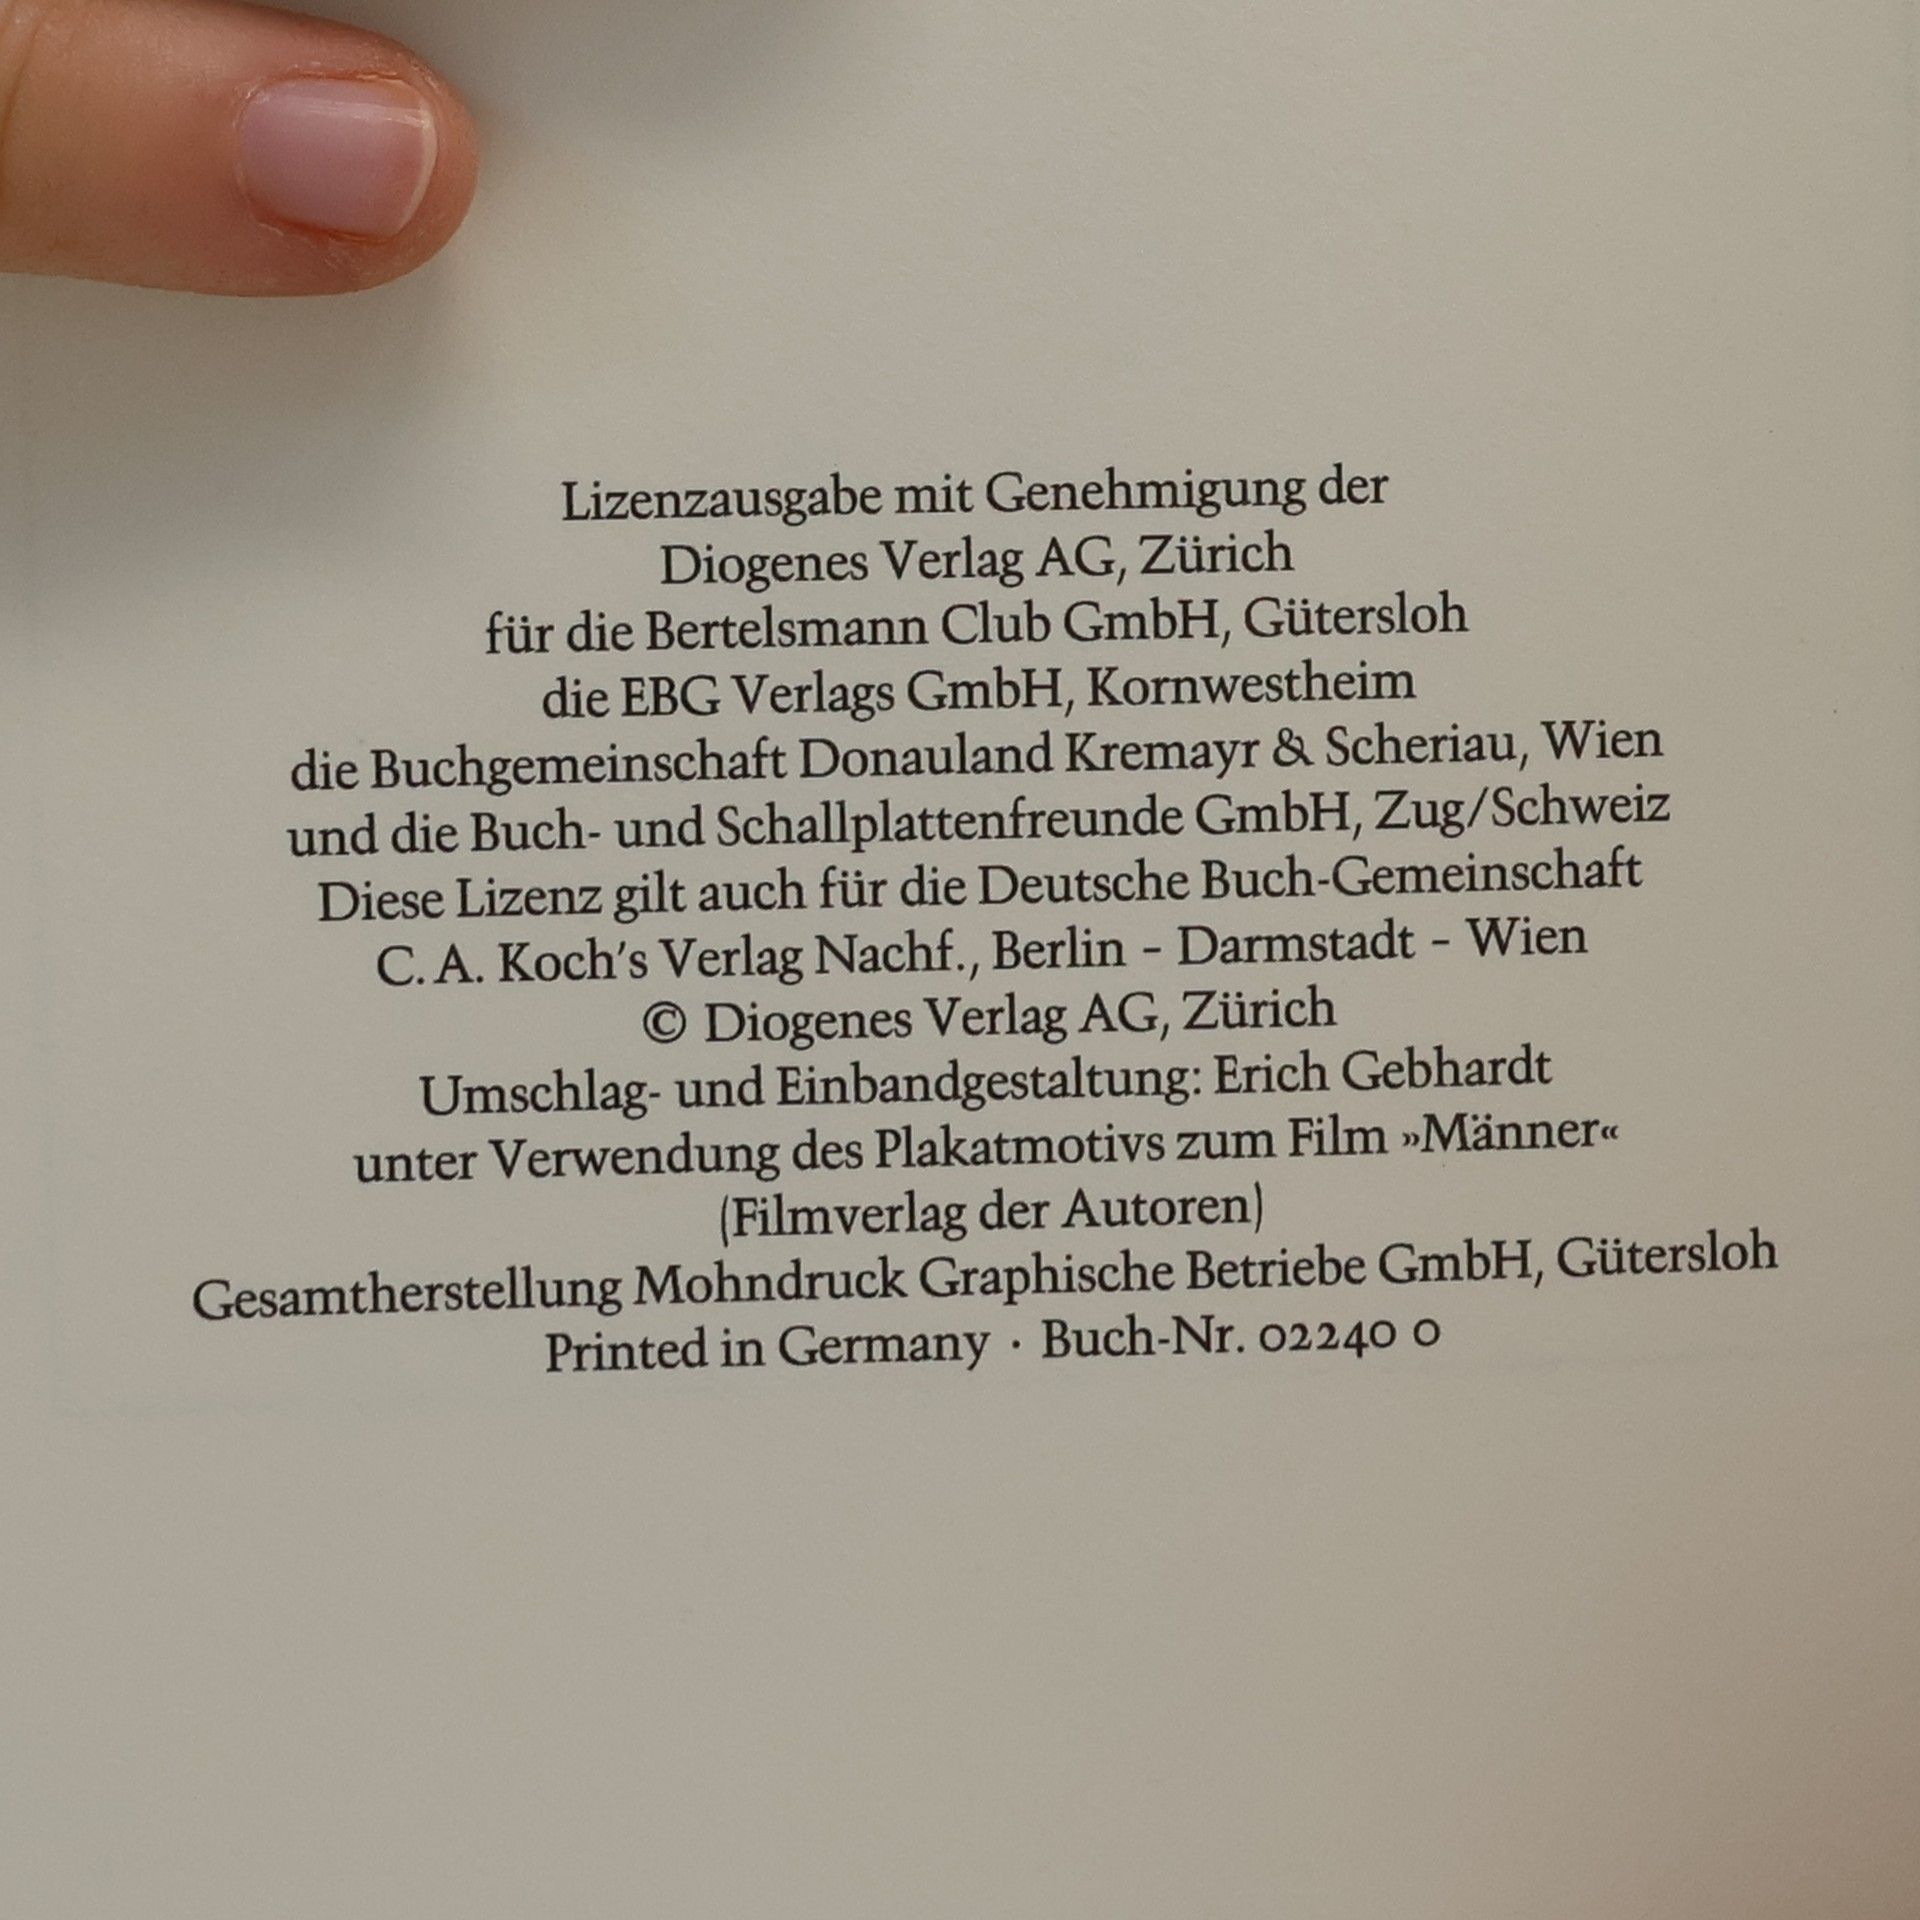 Lizenzausgabe mit Genehmigung der
Diogenes Verlag AG, Zürich
für die Bertelsmann Club GmbH, Gütersloh
die EBG Verlags GmbH, Kornwestheim
die Buchgemeinschaft Donauland Kremayr & Scheriau, Wien
und die Buch- und Schallplattenfreunde GmbH, Zug/Schweiz
Diese Lizenz gilt auch für die Deutsche Buch-Gemeinschaft
C. A. Koch's Verlag Nachf., Berlin – Darmstadt – Wien
© Diogenes Verlag AG, Zürich
Umschlag- und Einbandgestaltung: Erich Gebhardt
unter Verwendung des Plakatmotivs zum Film »Männer«
(Filmverlag der Autoren)
Gesamtherstellung Mohndruck Graphische Betriebe GmbH, Gütersloh
Printed in Germany · Buch-Nr. 02240 0